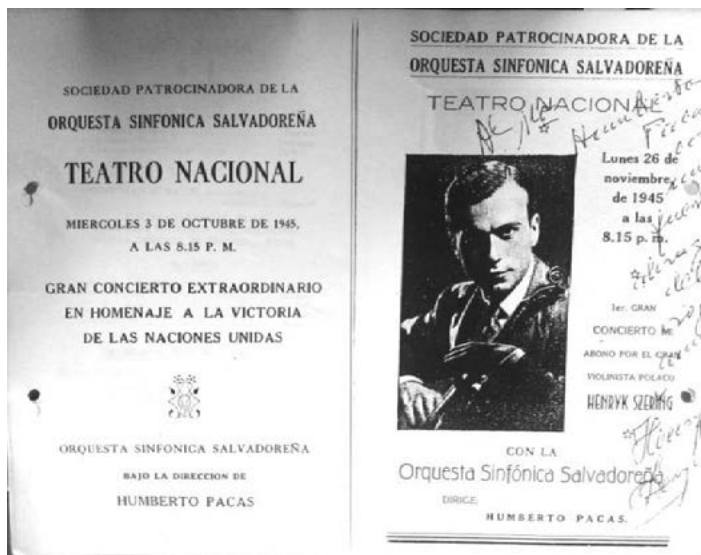 SOCIEDAD PATROCINADORA DE LA
ORQUESTA SINFONICA SALVADOREÑA
TEATRO NACIONAL
MIERCOLES 3 DE OCTUBRE DE 1945,
A LAS 8.15 P. M.
GRAN CONCIERTO EXTRAORDINARIO
EN HOMENAJE A LA VICTORIA
DE LAS NACIONES UNIDAS
ORQUESTA SINFONICA SALVADOREÑA
BAJO LA DIRECCION DE
HUMBERTO PACAS
SOCIEDAD PATROCINADORA DE LA
ORQUESTA SINFONICA SALVADOREÑA
TEATRO NACIONAL
Lunes 26 de
noviembre
de 1945
a las
8.15 p. m.
1er. GRAN
CONCIERTO DE
ABONO POR EL GRAN
VIOLINISTA POLACO
HENRYK SZERING
CON LA
Orquesta Sinfónica Salvadoreña
DIRIGE:
HUMBERTO PACAS.